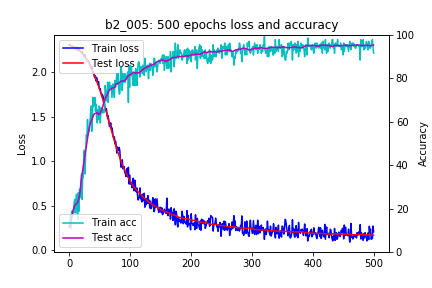 b2_005: 500 epochs loss and accuracy
Train loss
Test loss
Train acc
Test acc
Loss
Accuracy
2.0
1.5
1.0
0.5
0.0
100
80
60
40
20
0
0
100
200
300
400
500